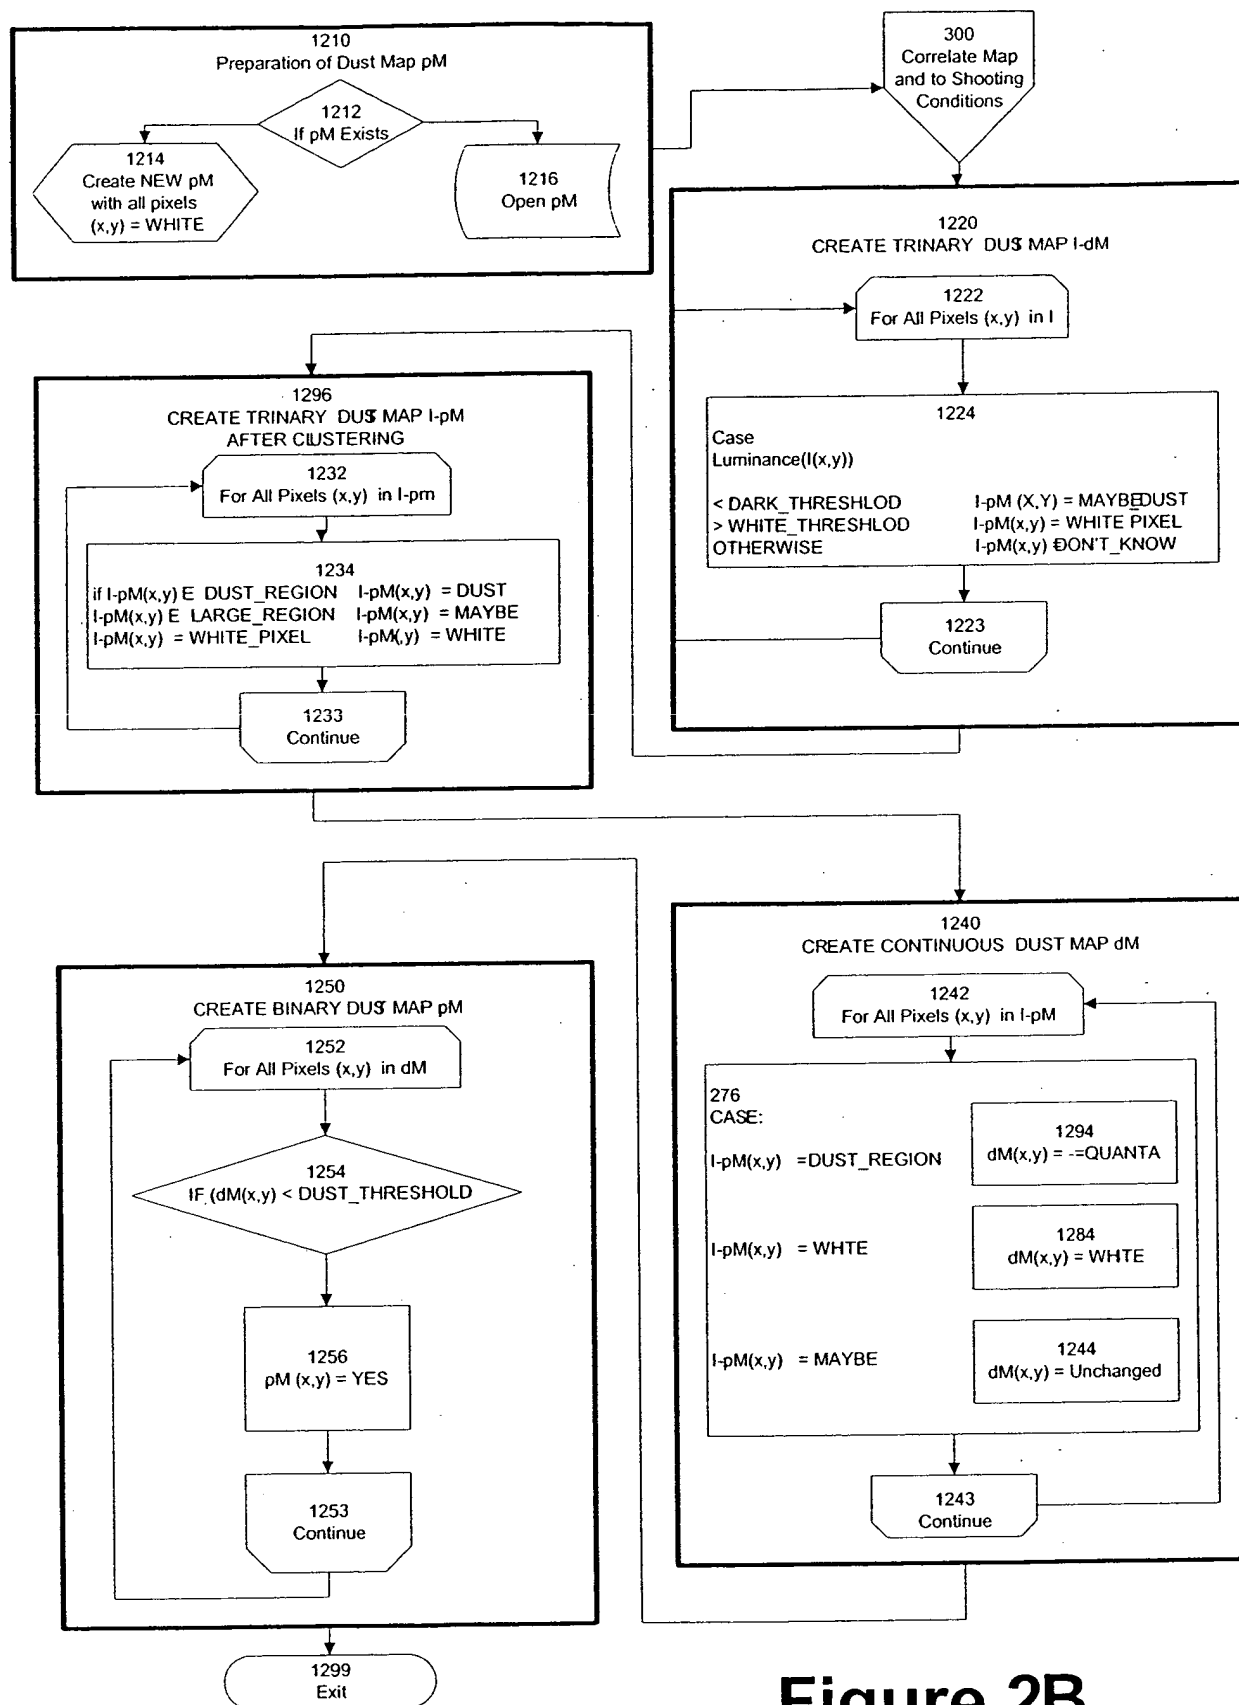 1210
Preparation of Dust Map pM
1212
If pM Exists
1214
Create NEW pM
with all pixels
(x,y) = WHITE
1216
Open pM
300
Correlate Map
and to Shooting
Conditions
1220
CREATE TRINARY DUST MAP I-dM
1222
For All Pixels (x,y) in I
1224
Case
Luminance(I(x,y))
< DARK_THRESHLOD I-pM (X,Y) = MAYBE_DUST
> WHITE_THRESHLOD I-pM(x,y) = WHITE PIXEL
OTHERWISE I-pM(x,y) = DON'T_KNOW
1223
Continue
1296
CREATE TRINARY DUST MAP I-pM
AFTER CLUSTERING
1232
For All Pixels (x,y) in I-pm
1234
if I-pM(x,y) E DUST_REGION I-pM(x,y) = DUST
I-pM(x,y) E LARGE_REGION I-pM(x,y) = MAYBE
I-pM(x,y) = WHITE_PIXEL I-pM(,y) = WHITE
1233
Continue
1240
CREATE CONTINUOUS DUST MAP dM
1242
For All Pixels (x,y) in I-pM
276
CASE:
I-pM(x,y) =DUST_REGION
1294
dM(x,y) = -=QUANTA
I-pM(x,y) = WHITE
1284
dM(x,y) = WHITE
I-pM(x,y) = MAYBE
1244
dM(x,y) = Unchanged
1243
Continue
1250
CREATE BINARY DUST MAP pM
1252
For All Pixels (x,y) in dM
1254
IF (dM(x,y) < DUST_THRESHOLD
1256
pM (x,y) = YES
1253
Continue
1299
Exit
Figure 2B